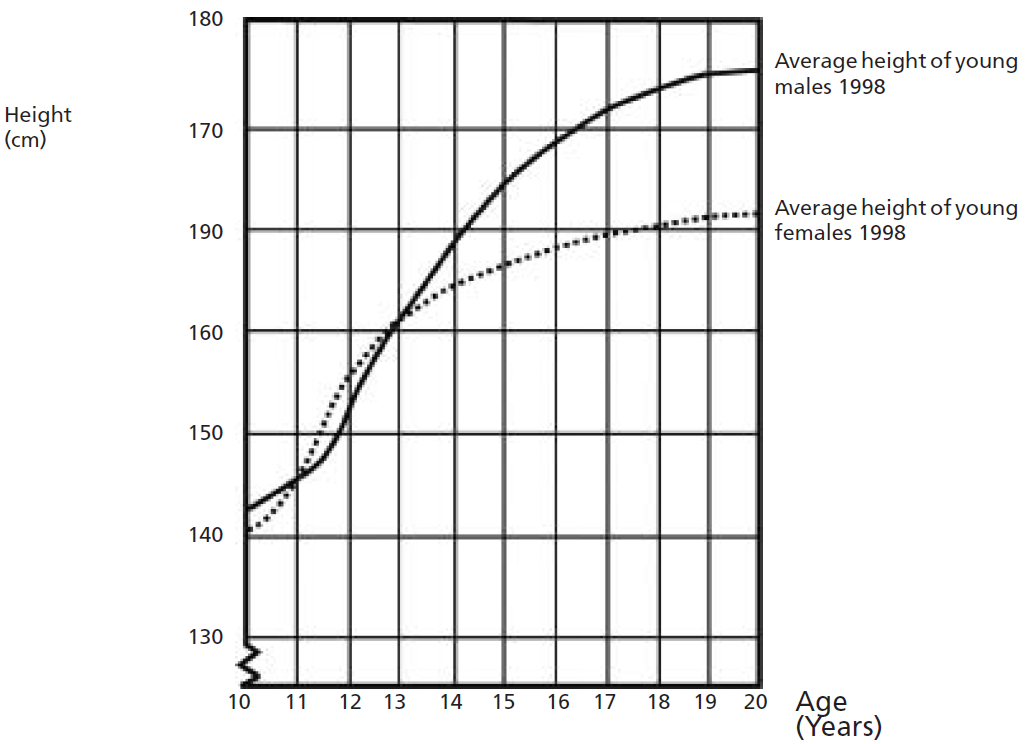 Height
(cm)
180
170
190
160
150
140
130
10 11 12 13 14 15 16 17 18 19 20
Age
(Years)
Average height of young
males 1998
Average height of young
females 1998